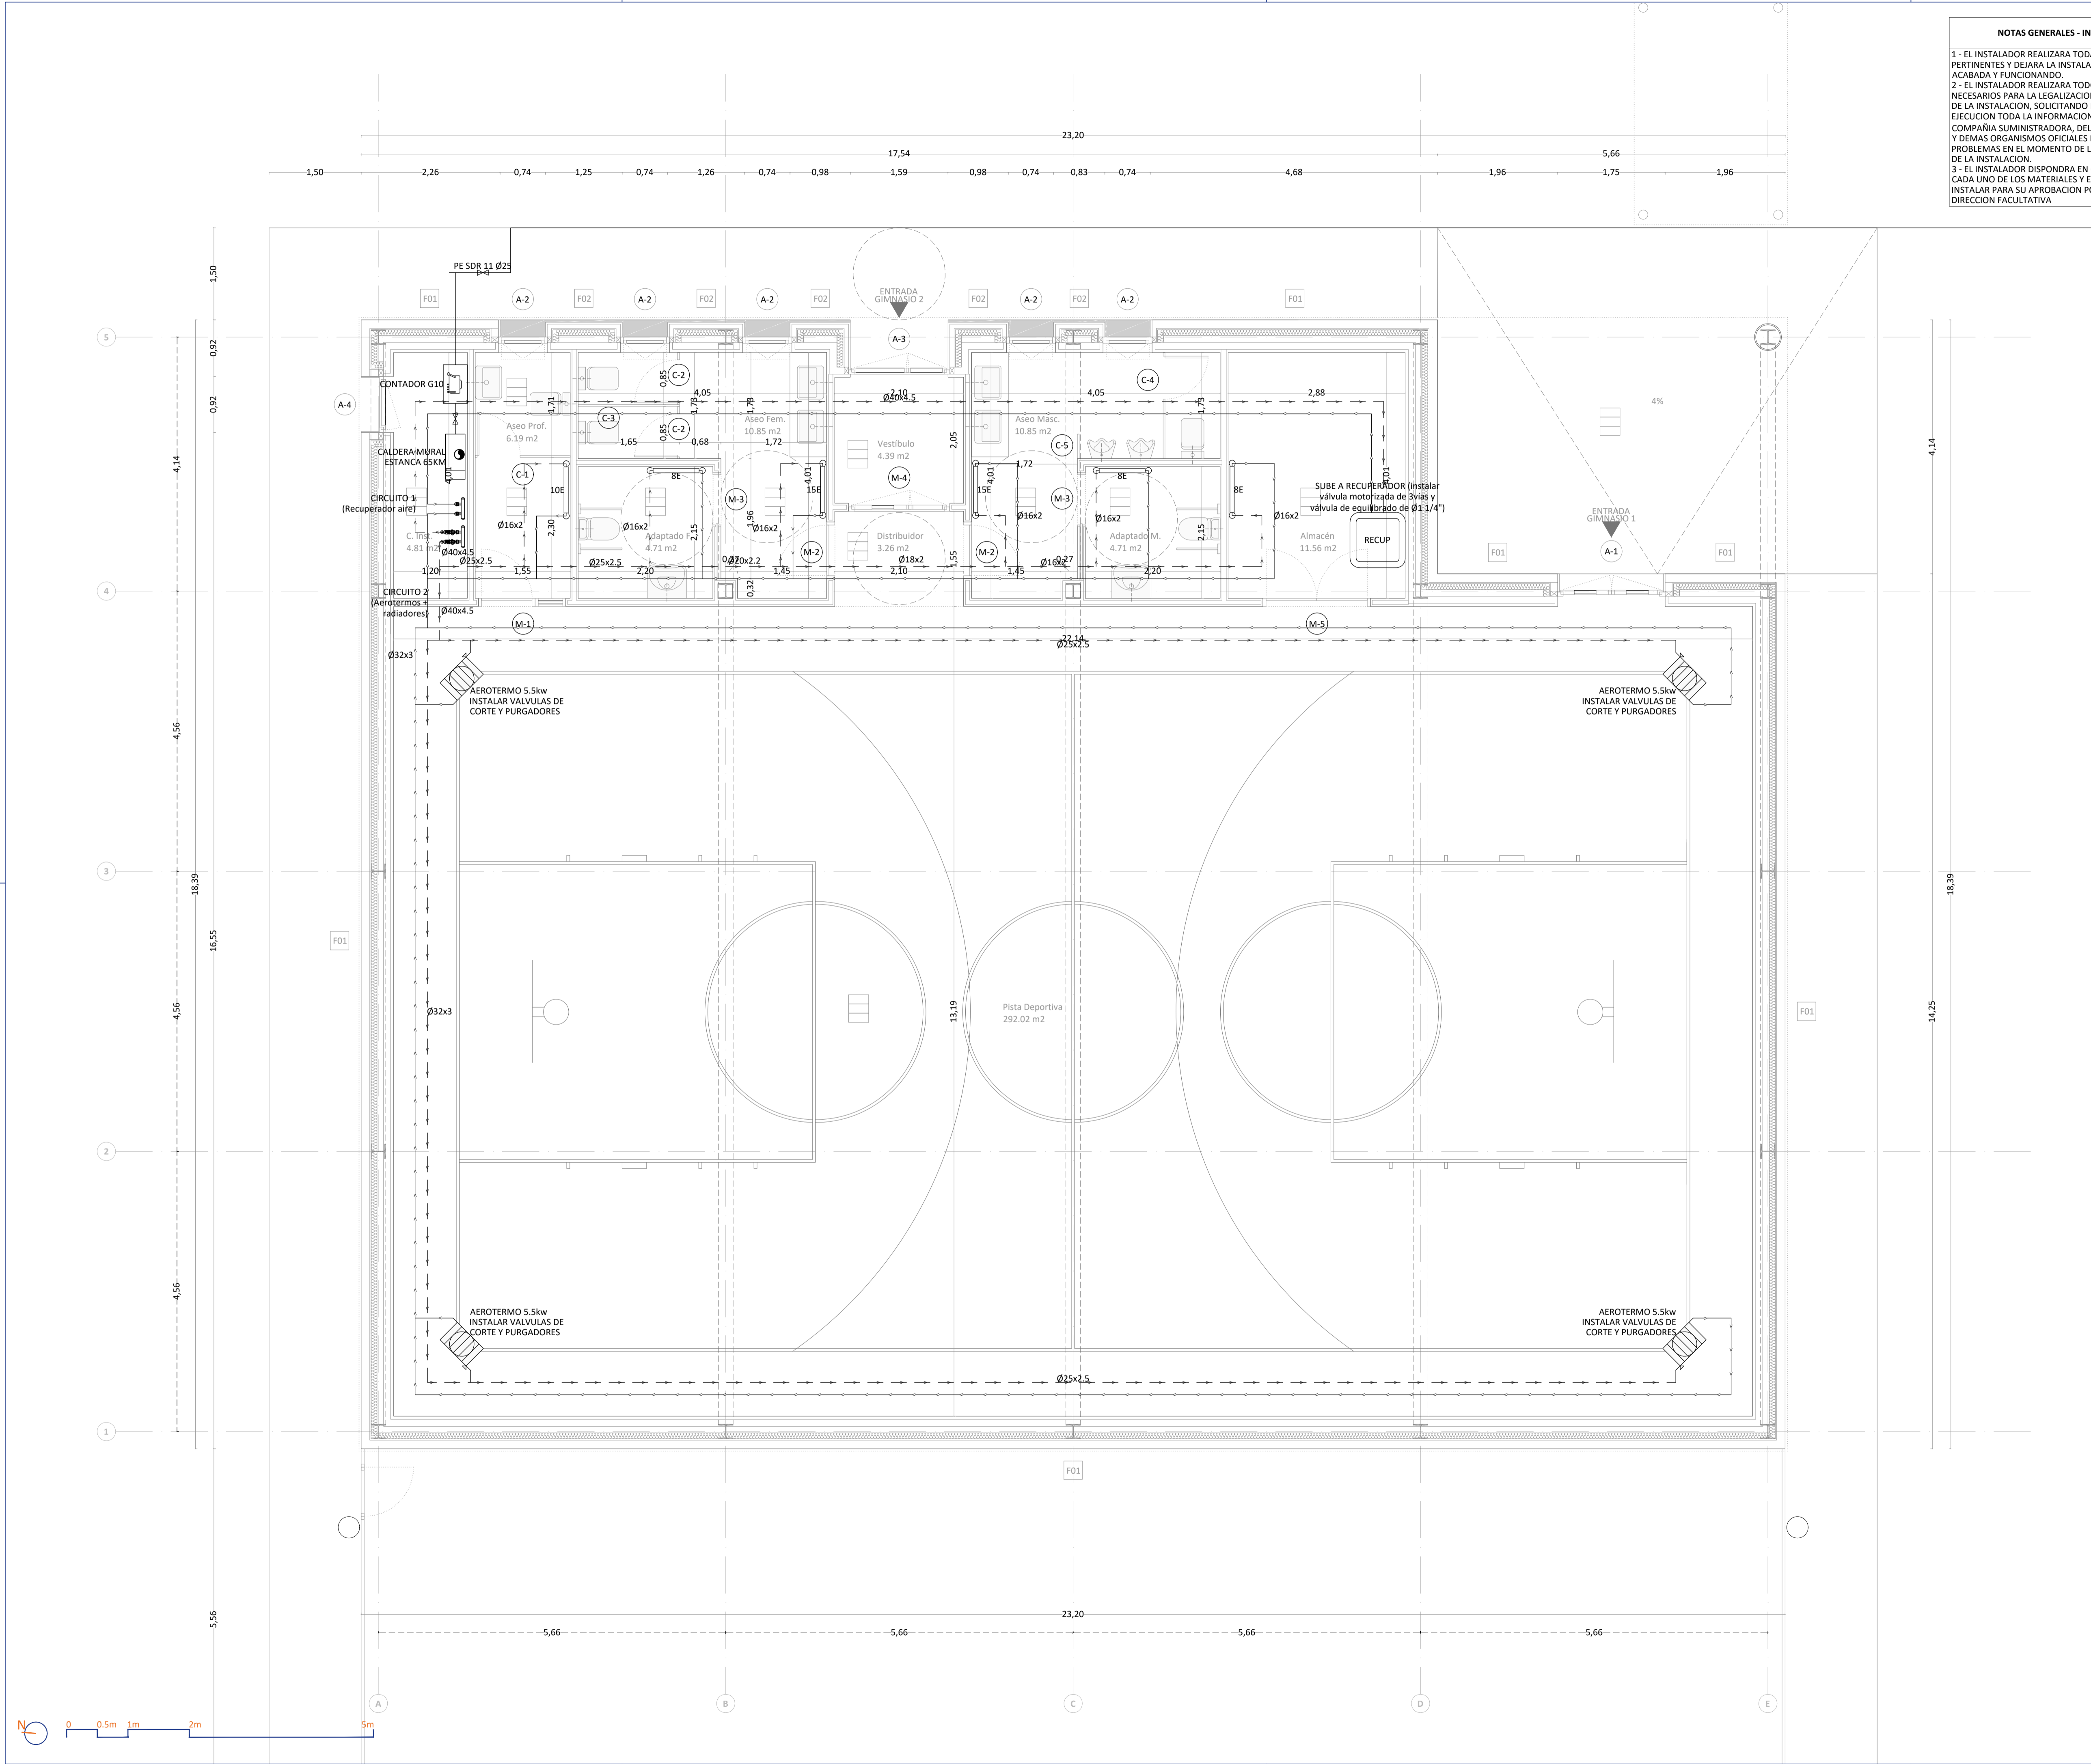 NOTAS GENERALES - IN
1 - EL INSTALADOR REALIZARA TODA
PERTINENTES Y DEJARA LA INSTALA
ACABADA Y FUNCIONANDO.
2 - EL INSTALADOR REALIZARA TODO
NECESARIOS PARA LA LEGALIZACION
DE LA INSTALACION, SOLICITANDO
EJECUCION TODA LA INFORMACION
COMPAÑIA SUMINISTRADORA, DEL
Y DEMAS ORGANISMOS OFICIALES
PROBLEMAS EN EL MOMENTO DE L
DE LA INSTALACION.
3 - EL INSTALADOR DISPONDRA EN
CADA UNO DE LOS MATERIALES Y E
INSTALAR PARA SU APROBACION PO
DIRECCION FACULTATIVA
23,20
17,54
5,66
1,50
2,26
0,74
1,25
0,74
1,26
0,74
0,98
1,59
0,98
0,74
0,83
0,74
4,68
1,96
1,75
1,96
1,50
PE SDR 11 Ø25
F01
A-2
F02
A-2
F02
A-2
F02
ENTRADA
GIMNASIO 2
F02
A-2
F02
A-2
F01
5
0,92
A-3
CONTADOR G10
C-2
C-4
0,85
A-4
0,92
4,05
2,10
Ø40x4.5
4,05
2,88
4%
1,71
1,73
1,73
1,73
C-3
Aseo Prof.
6.19 m2
C-2
0,85
Aseo Fem.
10.85 m2
Aseo Masc.
10.85 m2
1,65
0,68
1,72
Vestíbulo
4.39 m2
2,05
C-5
4,14
4,14
CALDERA MURAL
ESTANCA 65KM
4,01
C-1
8E
4,01
M-4
1,72
4,01
8E
4,01
10E
M-3
15E
15E
M-3
8E
SUBE A RECUPERADOR (instalar
válvula motorizada de 3vías y
válvula de equilibrado de Ø1 1/4")
CIRCUITO 1
(Recuperador aire)
Ø16x2
2,30
Ø16x2
2,15
1,96
Ø16x2
Ø16x2
Ø16x2
2,15
Ø16x2
ENTRADA
GIMNASIO 1
C. Inst.
4.81 m2
Adaptado F.
4.71 m2
Distribuidor
3.26 m2
Adaptado M.
4.71 m2
Almacén
11.56 m2
RECUP
M-2
M-2
F01
A-1
F01
Ø40x4.5
Ø25x2.5
Ø25x2.5
0,27
Ø20x2.2
Ø18x2
1,55
Ø16x2
0,27
1,20
1,55
2,20
1,45
2,10
1,45
2,20
0,32
4
CIRCUITO 2
(Aerotermos +
radiadores)
Ø40x4.5
M-1
M-5
22,14
Ø25x2.5
Ø32x3
AEROTERMO 5.5kw
INSTALAR VALVULAS DE
CORTE Y PURGADORES
AEROTERMO 5.5kw
INSTALAR VALVULAS DE
CORTE Y PURGADORES
4,56
3
18,39
18,39
F01
16,55
4,56
Ø32x3
13,19
Pista Deportiva
292.02 m2
F01
14,25
2
4,56
AEROTERMO 5.5kw
INSTALAR VALVULAS DE
CORTE Y PURGADORES
AEROTERMO 5.5kw
INSTALAR VALVULAS DE
CORTE Y PURGADORES
Ø25x2.5
1
F01
5,56
23,20
5,66
5,66
5,66
5,66
A
B
C
D
E
N
0
0.5m
1m
2m
5m